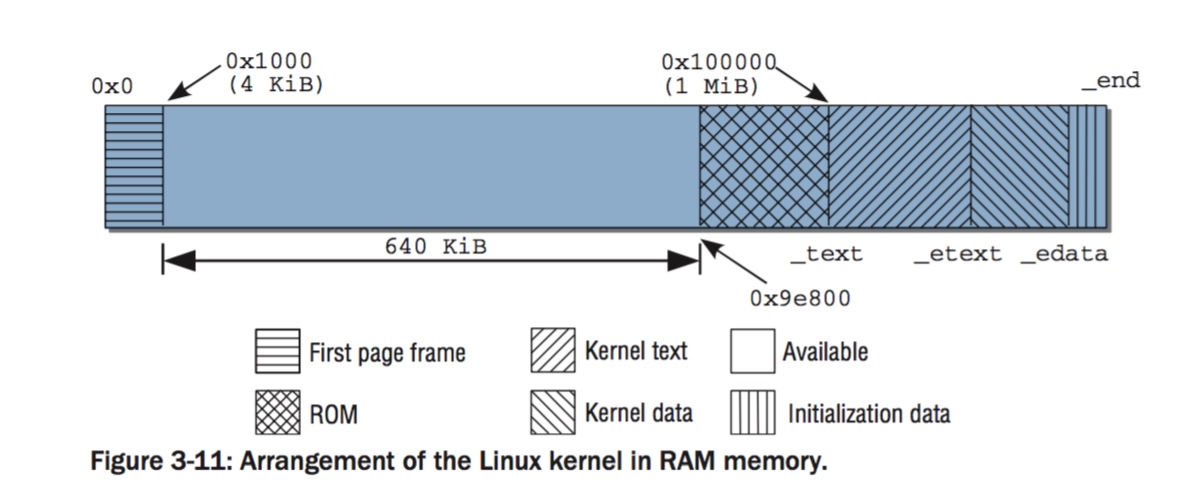 0x0
0x1000
(4 KiB)
0x100000
(1 MiB)
_end
640 KiB
_text
_etext
_edata
0x9e800
First page frame
Kernel text
Available
ROM
Kernel data
Initialization data
Figure 3-11: Arrangement of the Linux kernel in RAM memory.